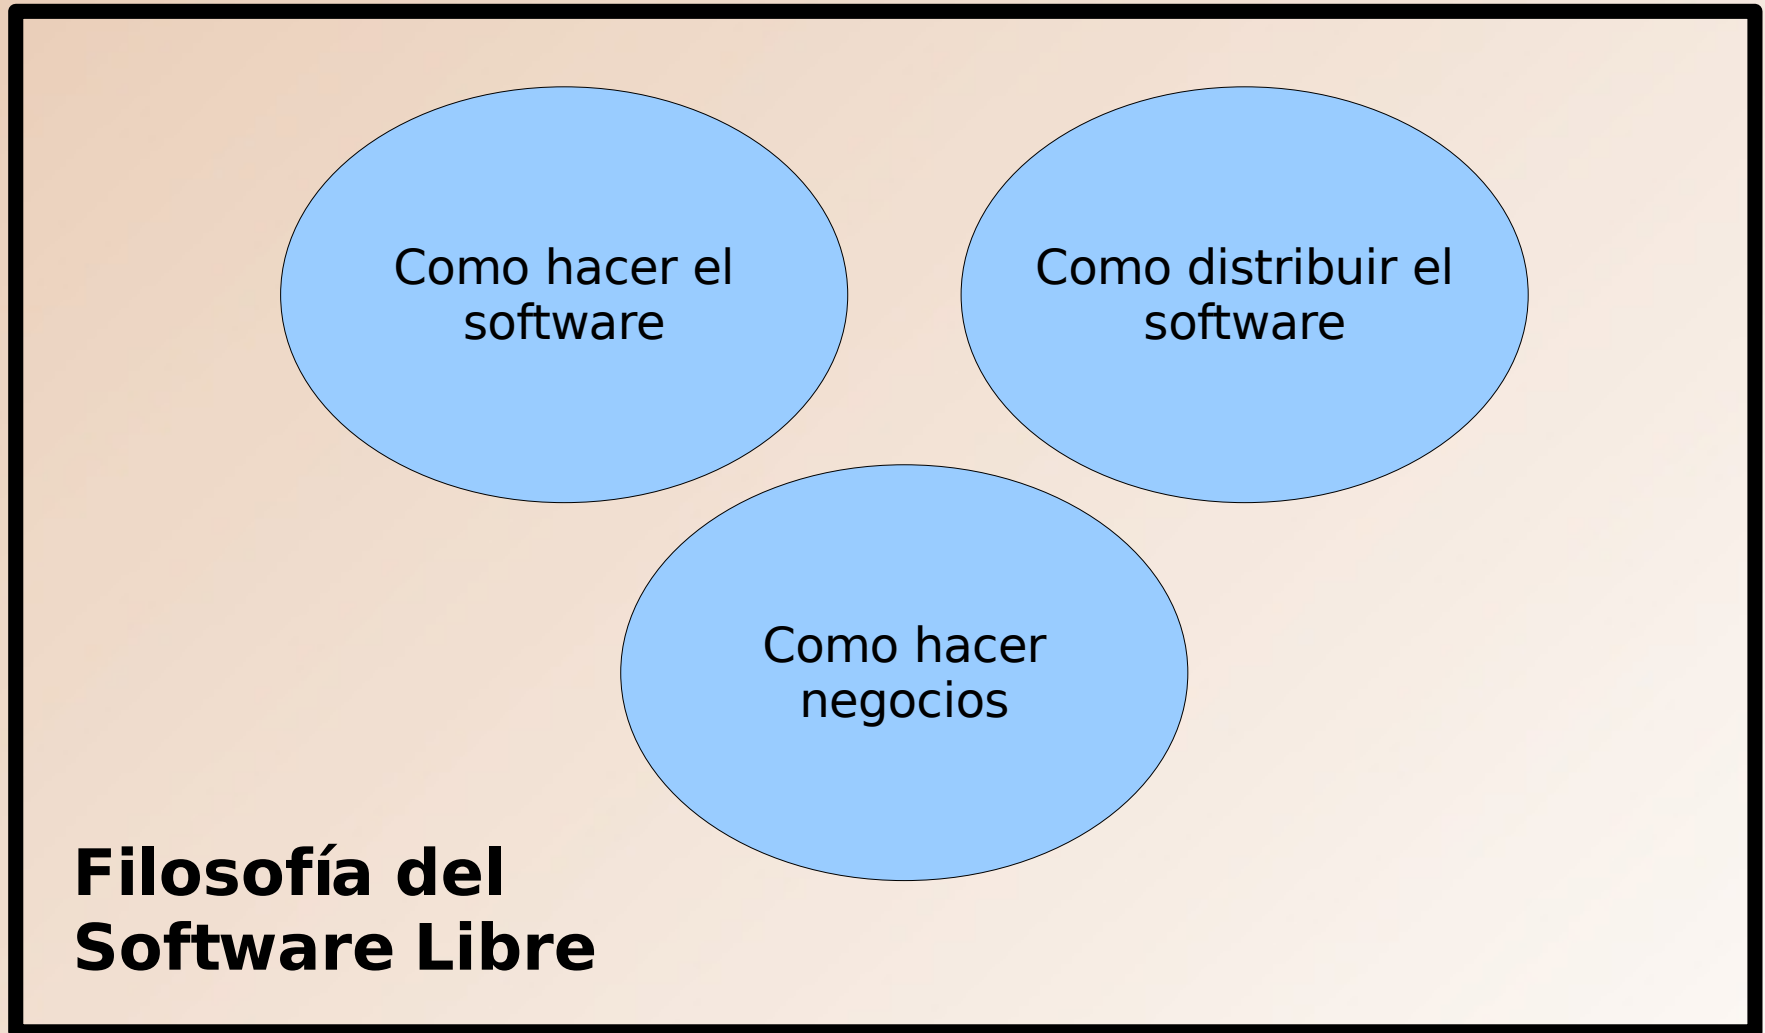 Como hacer el
software
Como distribuir el
software
Como hacer
negocios
Filosofía del
Software Libre